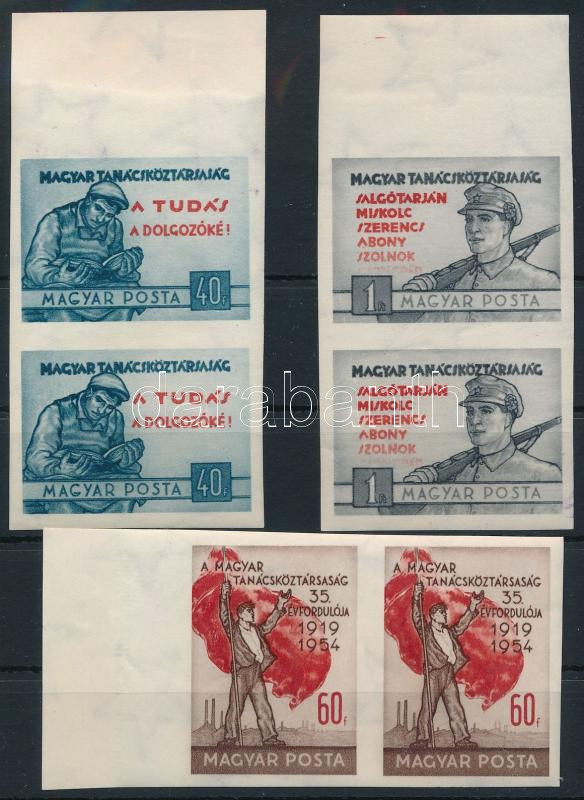 MAGYAR TANÁCSKÖZTÁRSASÁG
A TUDÁS
A DOLGOZÓKÉ!
MAGYAR POSTA 40f
MAGYAR TANÁCSKÖZTÁRSASÁG
A TUDÁS
A DOLGOZÓKÉ!
MAGYAR POSTA 40f
MAGYAR TANÁCSKÖZTÁRSASÁG
SALGÓTARJÁN
MISKOLC
SZERENCS
ABONY
SZOLNOK
1Ft MAGYAR POSTA
MAGYAR TANÁCSKÖZTÁRSASÁG
SALGÓTARJÁN
MISKOLC
SZERENCS
ABONY
SZOLNOK
1Ft MAGYAR POSTA
darabanth
A MAGYAR
TANÁCSKÖZTÁRSASÁG
35.
ÉVFORDULÓJA
1919
1954
60f
MAGYAR POSTA
A MAGYAR
TANÁCSKÖZTÁRSASÁG
35.
ÉVFORDULÓJA
1919
1954
60f
MAGYAR POSTA